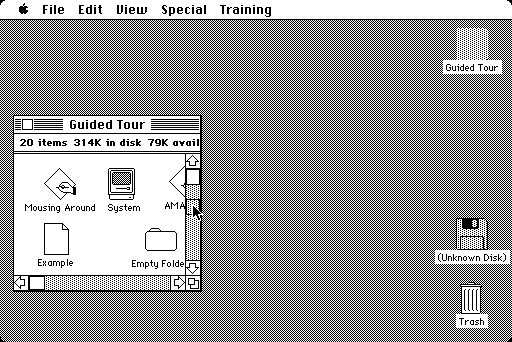 File Edit View Special Training
Guided Tour
Guided Tour
20 items 314K in disk 79K avail
Mousing Around System AMA
Example Empty Folde
(Unknown Disk)
Trash